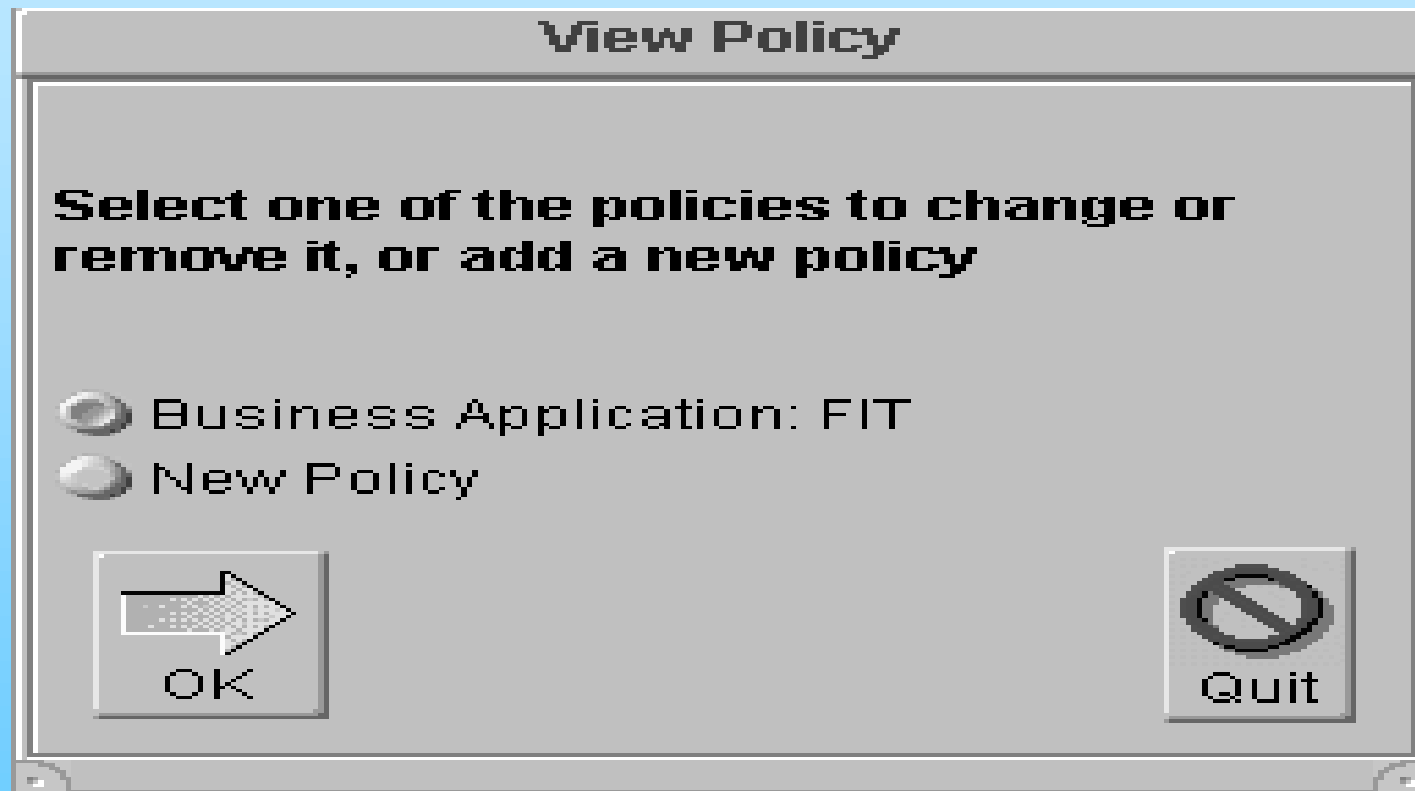 View Policy
Select one of the policies to change or
remove it, or add a new policy
Business Application: FIT
New Policy
OK
Quit